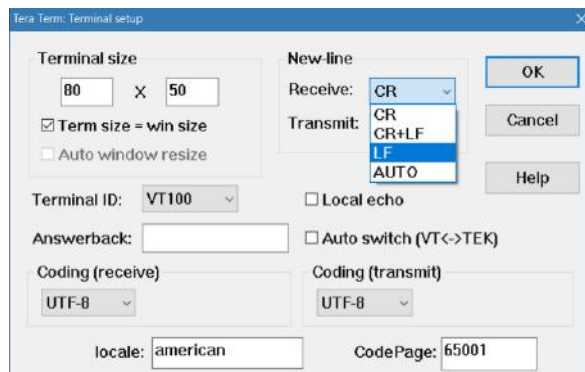 Tera Term: Terminal setup
Terminal size
80 X 50
Term size = win size
Auto window resize
New-line
Receive: CR
CR
CR+LF
LF
AUTO
Transmit:
OK
Cancel
Help
Terminal ID: VT100
Local echo
Answerback:
Auto switch (VT<->TEK)
Coding (receive)
UTF-8
Coding (transmit)
UTF-8
locale: american
CodePage: 65001